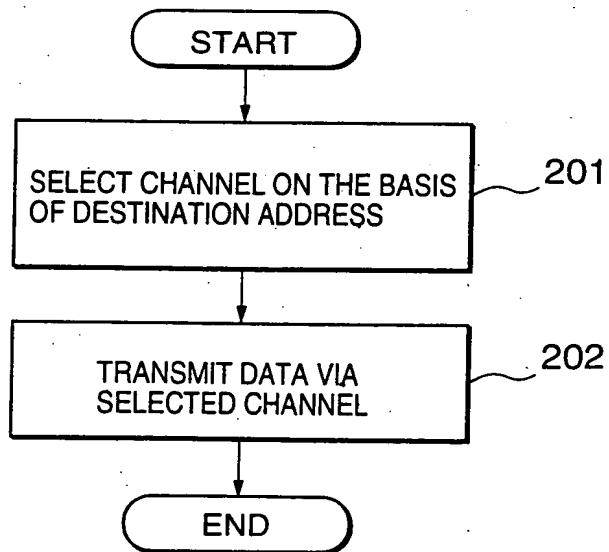 START
SELECT CHANNEL ON THE BASIS
OF DESTINATION ADDRESS
201
TRANSMIT DATA VIA
SELECTED CHANNEL
202
END